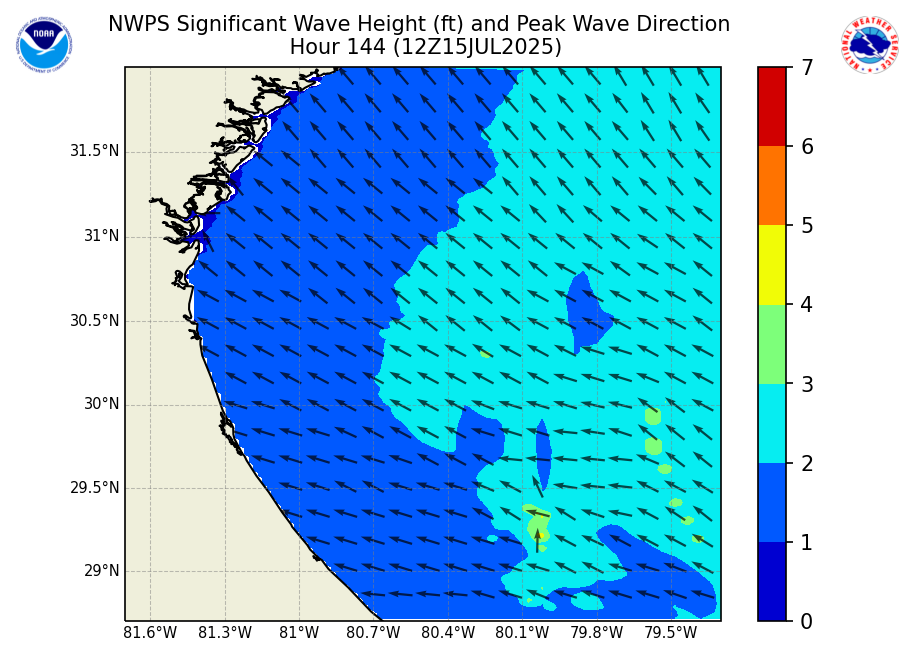 NWPS Significant Wave Height (ft) and Peak Wave Direction
Hour 144 (12Z15JUL2025)
NOAA
NATIONAL WEATHER SERVICE
31.5°N
31°N
30.5°N
30°N
29.5°N
29°N
81.6°W 81.3°W 81°W 80.7°W 80.4°W 80.1°W 79.8°W 79.5°W
7
6
5
4
3
2
1
0